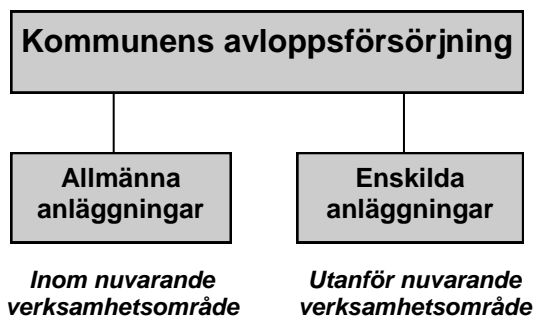 Kommunens avloppsförsörjning
Allmänna
anläggningar
Enskilda
anläggningar
Inom nuvarande
verksamhetsområde
Utanför nuvarande
verksamhetsområde